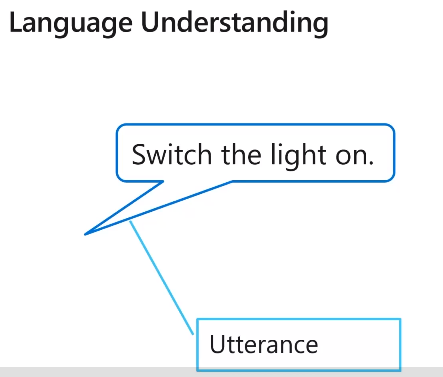 Language Understanding
Switch the light on.
Utterance